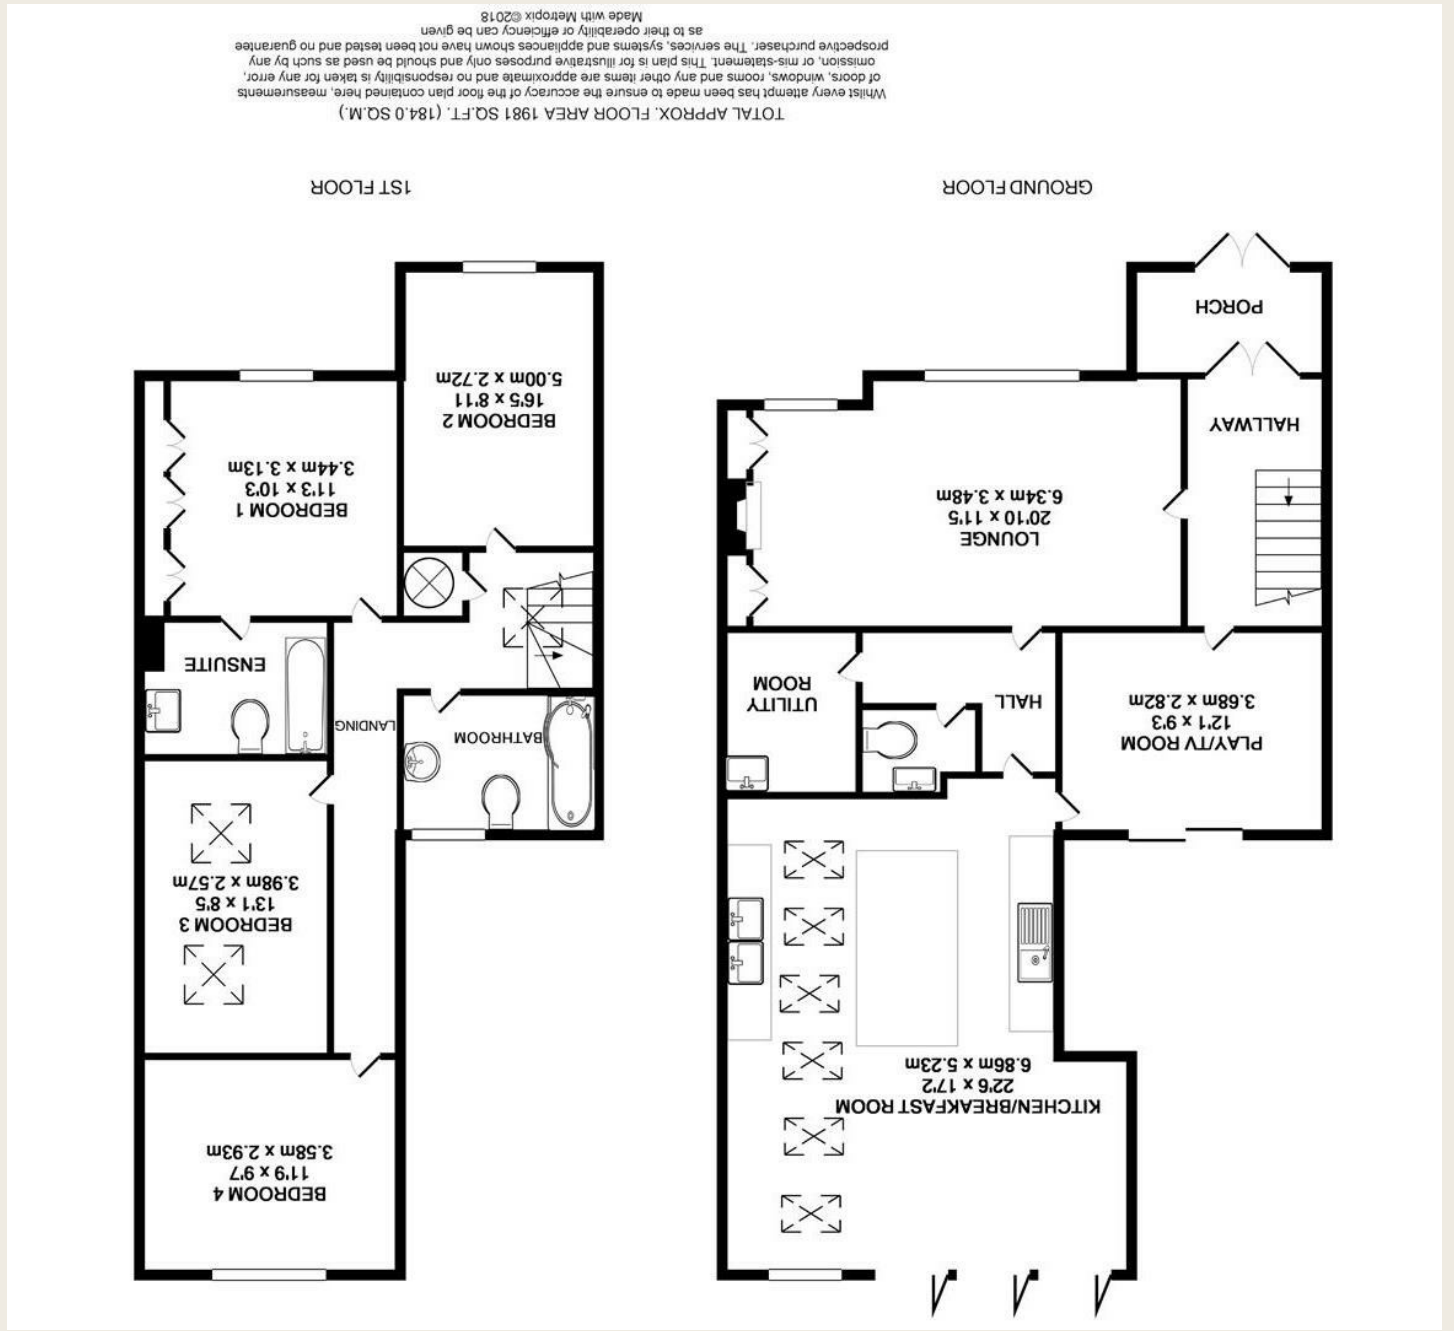 KITCHEN/BREAKFAST ROOM
22'6 x 17'2
6.86m x 5.23m
PLAY/TV ROOM
12'1 x 9'3
3.68m x 2.82m
HALL
UTILITY
ROOM
LOUNGE
20'10 x 11'5
6.34m x 3.48m
HALLWAY
PORCH
GROUND FLOOR
BEDROOM 4
11'9 x 9'7
3.58m x 2.93m
BEDROOM 3
13'1 x 8'5
3.98m x 2.57m
BATHROOM
LANDING
ENSUITE
BEDROOM 1
11'3 x 10'3
3.44m x 3.13m
BEDROOM 2
16'5 x 8'11
5.00m x 2.72m
1ST FLOOR
TOTAL APPROX. FLOOR AREA 1981 SQ.FT. (184.0 SQ.M.)
Whilst every attempt has been made to ensure the accuracy of the floor plan contained here, measurements
of doors, windows, rooms and any other items are approximate and no responsibility is taken for any error,
omission, or mis-statement. This plan is for illustrative purposes only and should be used as such by any
prospective purchaser. The services, systems and appliances shown have not been tested and no guarantee
as to their operability or efficiency can be given
Made with Metropix ©2018